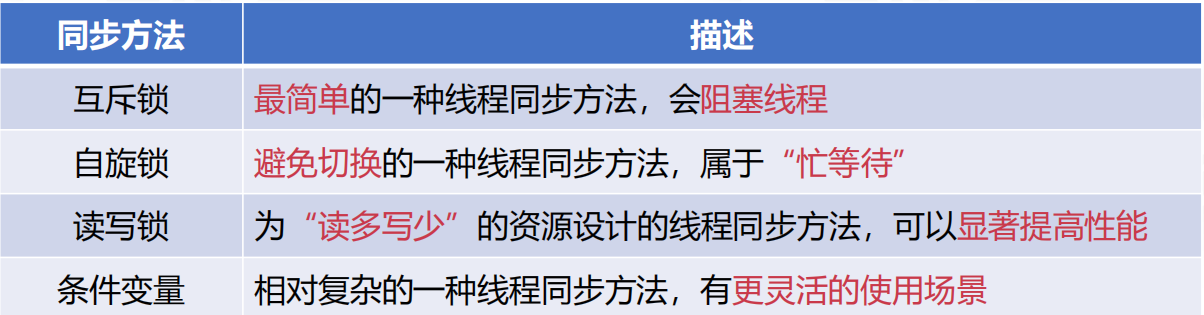 同步方法 描述
互斥锁 最简单的一种线程同步方法，会阻塞线程
自旋锁 避免切换的一种线程同步方法，属于“忙等待”
读写锁 为“读多写少”的资源设计的线程同步方法，可以显著提高性能
条件变量 相对复杂的一种线程同步方法，有更灵活的使用场景